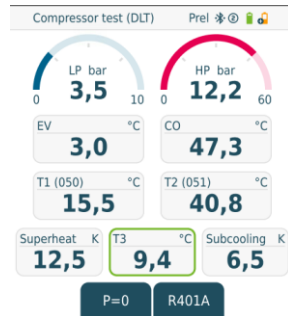 Compressor test (DLT) Prel
LP bar HP bar
3,5 12,2
0 10 0 60
EV °C CO °C
3,0 47,3
T1 (050) °C T2 (051) °C
15,5 40,8
Superheat K T3 °C Subcooling K
12,5 9,4 6,5
P=0 R401A